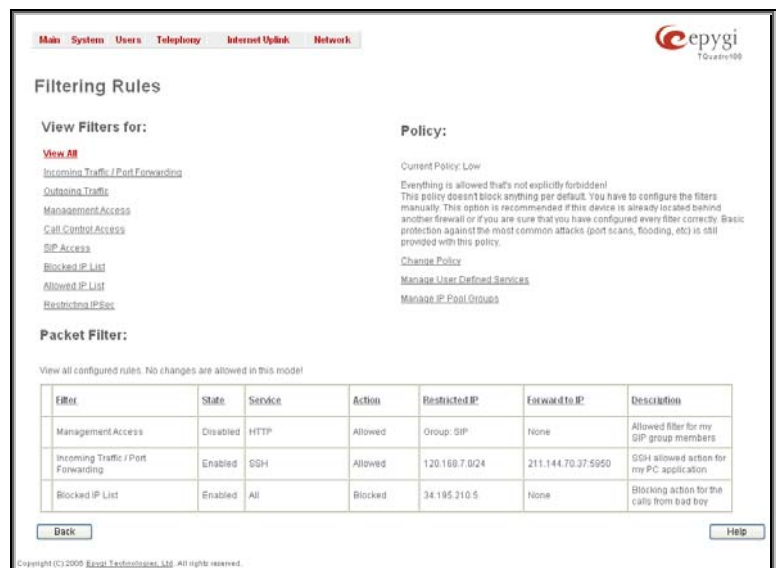 Main System Users Telephony Internet Uplink Network
epygi
TQuadro100
Filtering Rules
View Filters for:
View All
Incoming Traffic / Port Forwarding
Outgoing Traffic
Management Access
Call Control Access
SIP Access
Blocked IP List
Allowed IP List
Restricting IPSec
Policy:
Current Policy: Low
Everything is allowed that's not explicitly forbidden!
This policy doesn't block anything per default. You have to configure the filters
manually. This option is recommended if this device is already located behind
another firewall or if you are sure that you have configured every filter correctly. Basic
protection against the most common attacks (port scans, flooding, etc) is still
provided with this policy.
Change Policy
Manage User Defined Services
Manage IP Pool Groups
Packet Filter:
View all configured rules. No changes are allowed in this mode!
Filter State Service Action Restricted IP Forward to IP Description
Management Access Disabled HTTP Allowed Group: SIP None Allowed filter for my
SIP group members
Incoming Traffic / Port
Forwarding Enabled SSH Allowed 120.168.7.0/24 211.144.70.37:5950 SSH allowed action for
my PC application
Blocked IP List Enabled All Blocked 34.195.210.5 None Blocking action for the
calls from bad boy
Back Help
Copyright (C) 2005 Epygi Technologies, Ltd. All rights reserved.